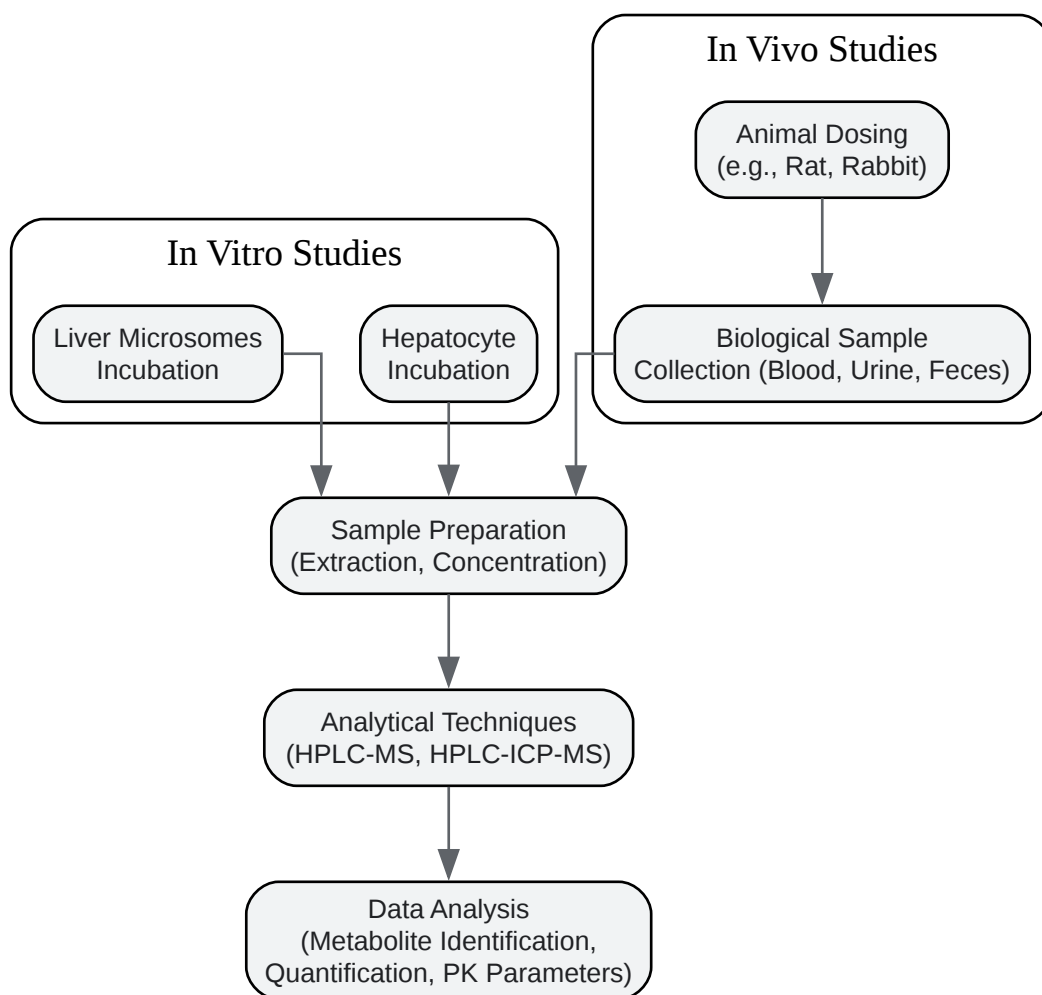 In Vivo Studies
Animal Dosing
(e.g., Rat, Rabbit)
In Vitro Studies
Liver Microsomes
Incubation
Hepatocyte
Incubation
Biological Sample
Collection (Blood, Urine, Feces)
Sample Preparation
(Extraction, Concentration)
Analytical Techniques
(HPLC-MS, HPLC-ICP-MS)
Data Analysis
(Metabolite Identification,
Quantification, PK Parameters)